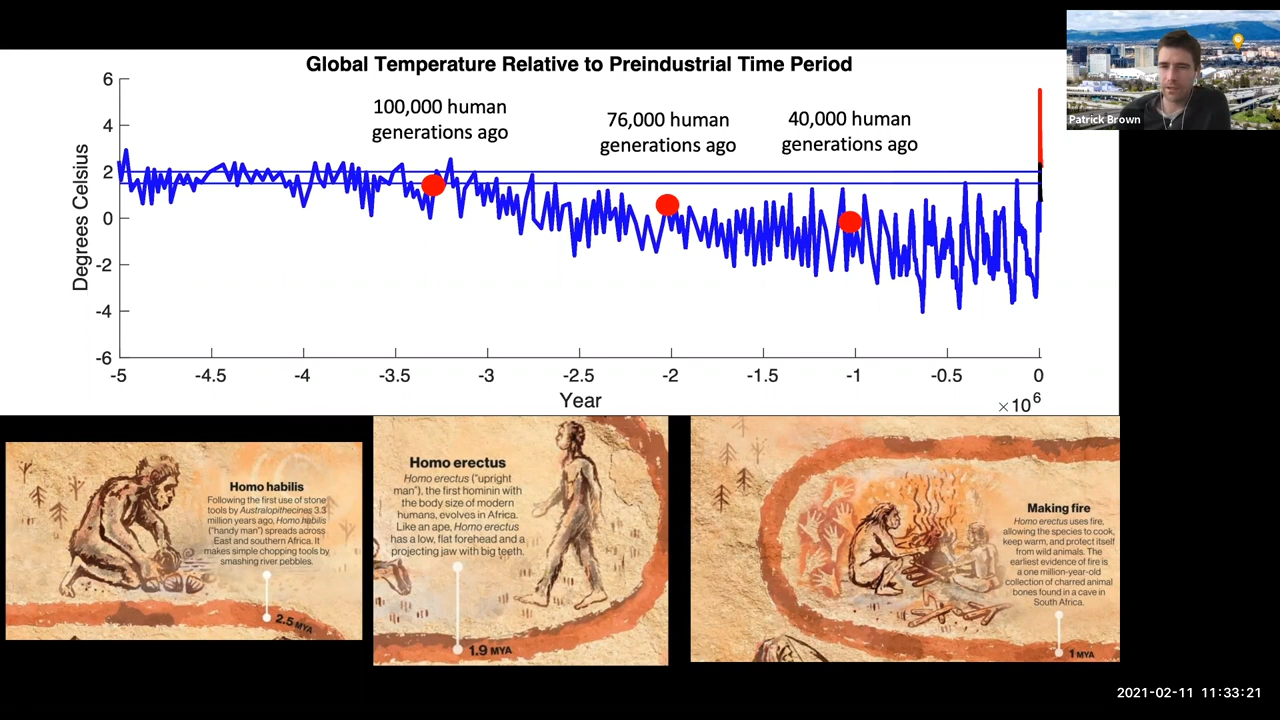 Global Temperature Relative to Preindustrial Time Period
Patrick Brown
6
4
2
0
-2
-4
-6
Degrees Celsius
100,000 human
generations ago
76,000 human
generations ago
40,000 human
generations ago
-5 -4.5 -4 -3.5 -3 -2.5 -2 -1.5 -1 -0.5 0
Year
×10⁶
Homo habilis
Following the first use of stone
tools by Australopithecines 3.3
million years ago, Homo habilis
("handy man") spreads across
East and southern Africa. It
makes simple chopping tools by
smashing river pebbles.
2.5 MYA
Homo erectus
Homo erectus ("upright
man"), the first hominin with
the body size of modern
humans, evolves in Africa.
Like an ape, Homo erectus
has a low, flat forehead and a
projecting jaw with big teeth.
1.9 MYA
Making fire
Homo erectus uses fire,
allowing the species to cook,
keep warm, and protect itself
from wild animals. The
earliest evidence of fire is
a one million-year-old
collection of charred animal
bones found in a cave in
South Africa.
1 MYA
2021-02-11 11:33:21